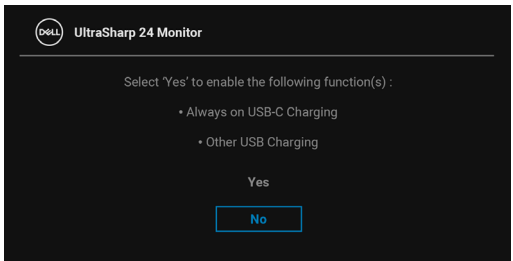 DELL UltraSharp 24 Monitor
Select ‘Yes’ to enable the following function(s) :
• Always on USB-C Charging
• Other USB Charging
Yes
No